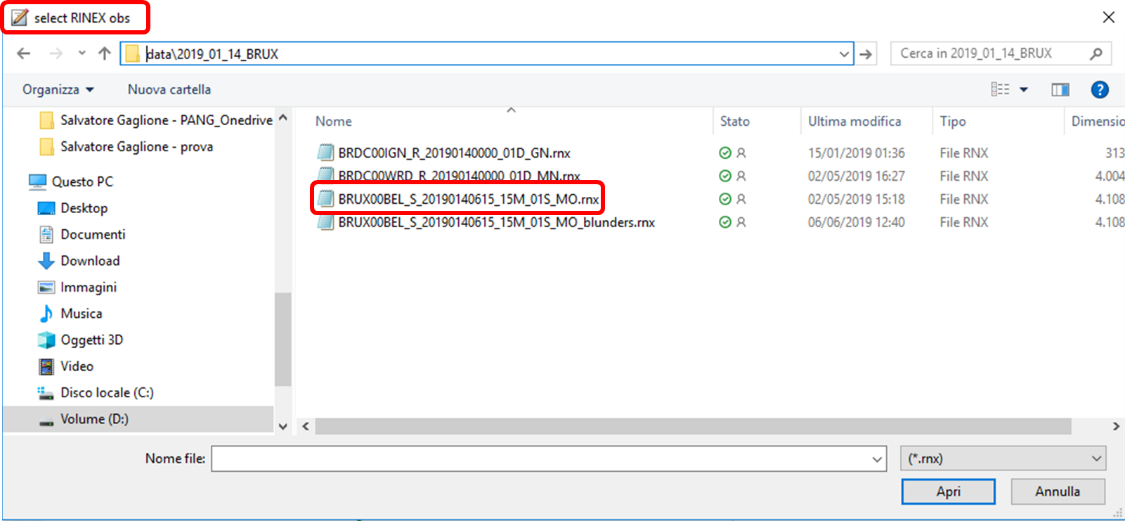 select RINEX obs
data\2019_01_14_BRUX
Cerca in 2019_01_14_BRUX
Organizza
Nuova cartella
?
Salvatore Gaglione - PANG_Onedrive
Salvatore Gaglione - prova
Questo PC
Desktop
Documenti
Download
Immagini
Musica
Oggetti 3D
Video
Disco locale (C:)
Volume (D:)
Nome Stato Ultima modifica Tipo Dimensio
BRDC00IGN_R_20190140000_01D_GN.rnx 15/01/2019 01:36 File RNX 313
BRDC00WRD_R_20190140000_01D_MN.rnx 02/05/2019 16:27 File RNX 4.004
BRUX00BEL_S_20190140615_15M_01S_MO.rnx 02/05/2019 15:18 File RNX 4.108
BRUX00BEL_S_20190140615_15M_01S_MO_blunders.rnx 06/06/2019 12:40 File RNX 4.108
Nome file:
(*.rnx)
Apri
Annulla